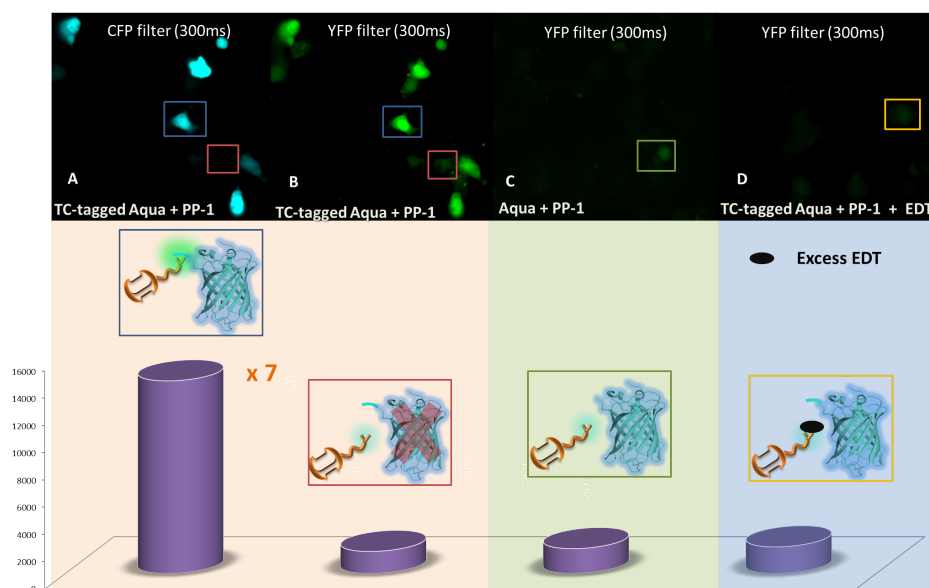 CFP filter (300ms)
YFP filter (300ms)
YFP filter (300ms)
YFP filter (300ms)
A
B
C
D
TC-tagged Aqua + PP-1
TC-tagged Aqua + PP-1
Aqua + PP-1
TC-tagged Aqua + PP-1 + EDT
Excess EDT
x 7
16000
14000
12000
10000
8000
6000
4000
2000
0